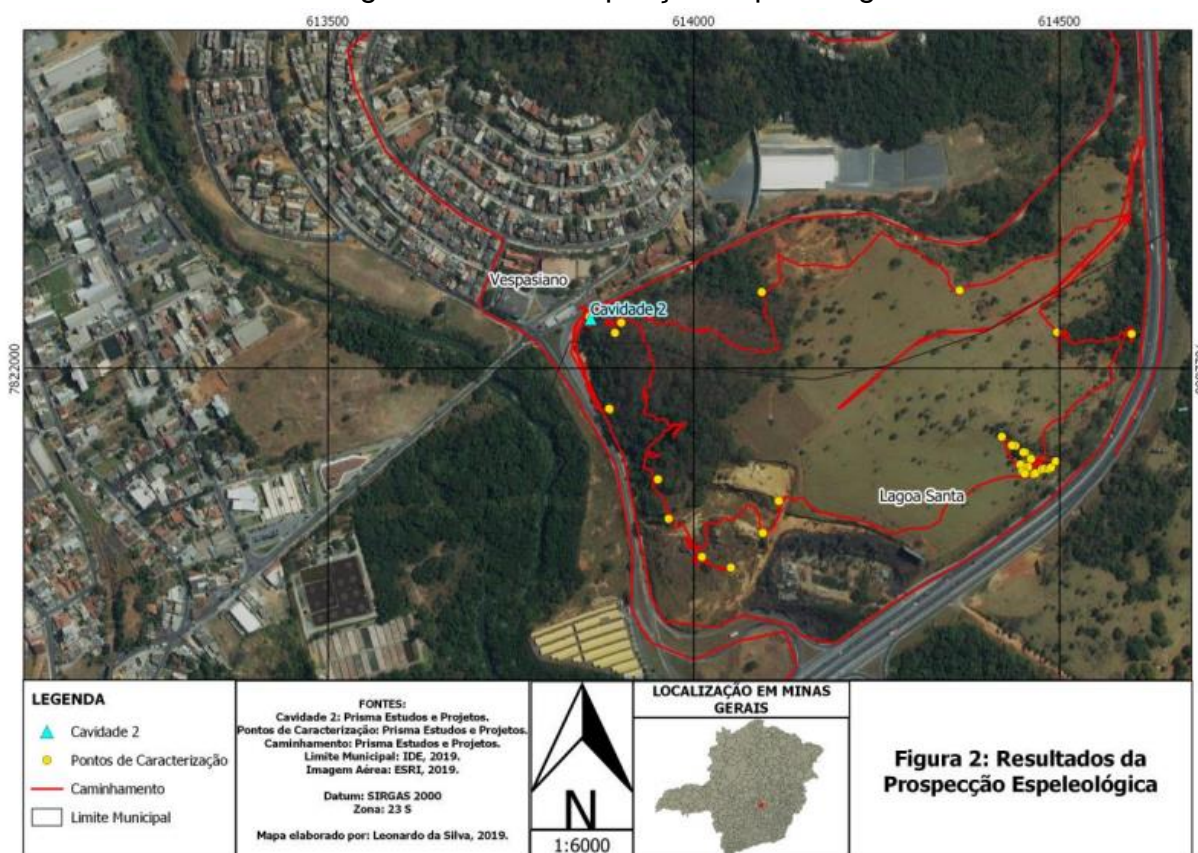 613500
614000
614500
7822000
Vespasiano
Cavidade 2
Lagoa Santa
LEGENDA
Cavidade 2
Pontos de Caracterização
Caminhamento
Limite Municipal
FONTES:
Cavidade 2: Prisma Estudos e Projetos.
Pontos de Caracterização: Prisma Estudos e Projetos.
Caminhamento: Prisma Estudos e Projetos.
Limite Municipal: IDE, 2019.
Imagem Aérea: ESRI, 2019.
Datum: SIRGAS 2000
Zona: 23 S
Mapa elaborado por: Leonardo da Silva, 2019.
N
1:6000
LOCALIZAÇÃO EM MINAS
GERAIS
Figura 2: Resultados da
Prospecção Espeleológica